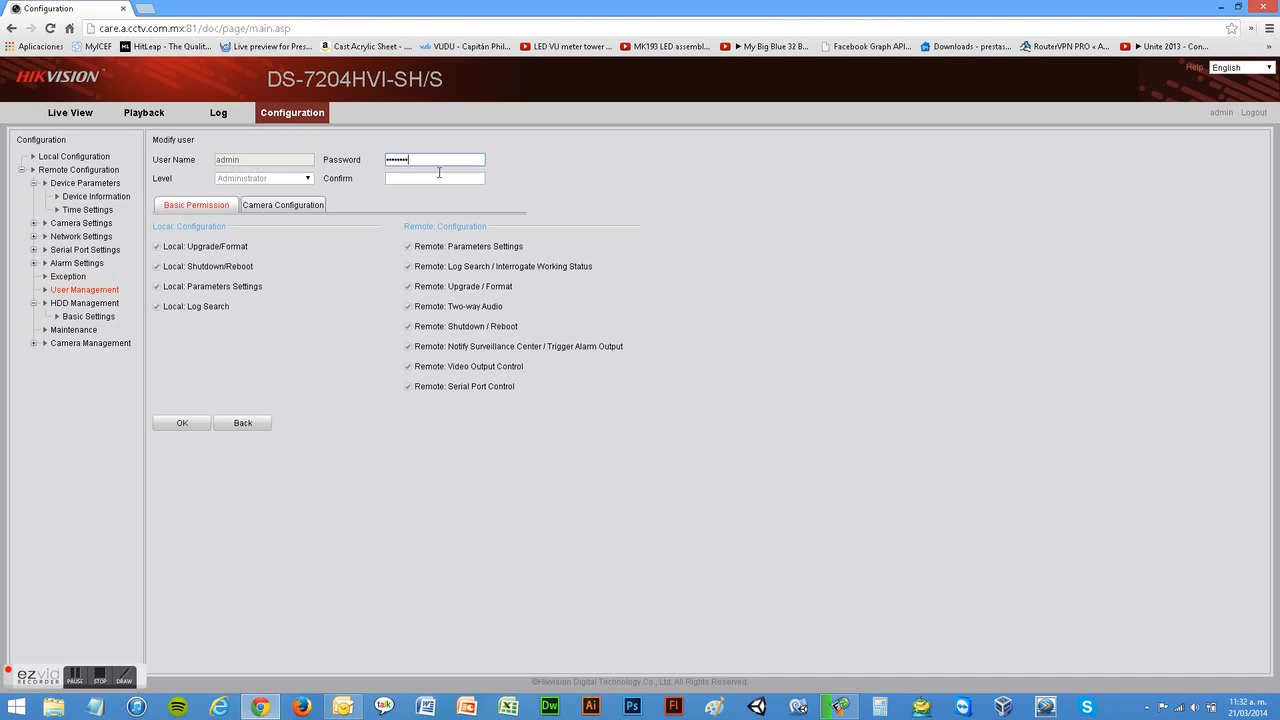 Configuration
care.a.cctv.com.mx:81/doc/page/main.asp
Aplicaciones MyICEF HitLeap - The Qualit... Live preview for Pres... Cast Acrylic Sheet - ... VUDU - Capitán Phil... LED VU meter tower ... MK193 LED assembl... ► My Big Blue 32 B... Facebook Graph API... Downloads - prestas... RouterVPN PRO « A... ► Unite 2013 - Con...
HIKVISION DS-7204HVI-SH/S Help English
Live View Playback Log Configuration admin Logout
Configuration
Local Configuration
Remote Configuration
Device Parameters
Device Information
Time Settings
Camera Settings
Network Settings
Serial Port Settings
Alarm Settings
Exception
User Management
HDD Management
Basic Settings
Maintenance
Camera Management
Modify user
User Name admin Password ••••••••
Level Administrator Confirm
Basic Permission Camera Configuration
Local: Configuration Remote: Configuration
Local: Upgrade/Format Remote: Parameters Settings
Local: Shutdown/Reboot Remote: Log Search / Interrogate Working Status
Local: Parameters Settings Remote: Upgrade / Format
Local: Log Search Remote: Two-way Audio
Remote: Shutdown / Reboot
Remote: Notify Surveillance Center / Trigger Alarm Output
Remote: Video Output Control
Remote: Serial Port Control
OK Back
ezvid
RECORDER
PAUSE STOP DRAW
©Hikvision Digital Technology Co., Ltd. All Rights Reserved.
talk Dw Ai Ps Fl
11:32 a. m.
21/03/2014